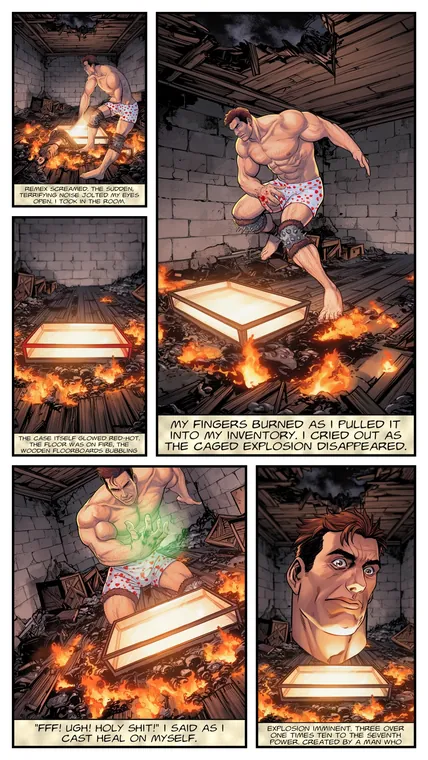 REMEX SCREAMED. THE SUDDEN,
TERRIFYING NOISE JOLTED MY EYES
OPEN. I TOOK IN THE ROOM.
MY FINGERS BURNED AS I PULLED IT
INTO MY INVENTORY. I CRIED OUT AS
THE CAGED EXPLOSION DISAPPEARED.
THE CASE ITSELF GLOWED RED-HOT.
THE FLOOR WAS ON FIRE, THE
WOODEN FLOORBOARDS BUBBLING
"FFF! UGH! HOLY SHIT!" I SAID AS I
CAST HEAL ON MYSELF.
EXPLOSION IMMINENT. THREE OVER
ONE TIMES TEN TO THE SEVENTH
POWER. CREATED BY A MAN WHO